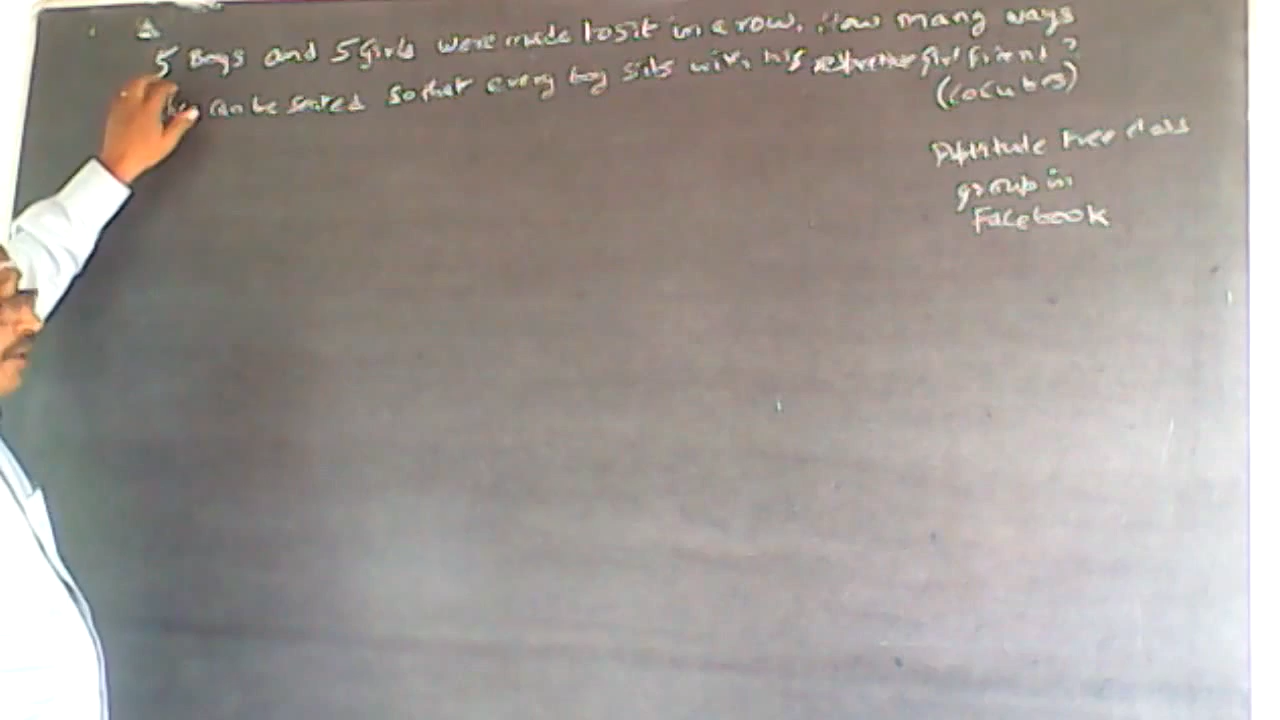 5 Boys and 5 girls were made to sit in a row. How many ways
can be seated so that every boy sits with his girl friend?
(Cocubes)
Aptitude Free class
group in
Facebook